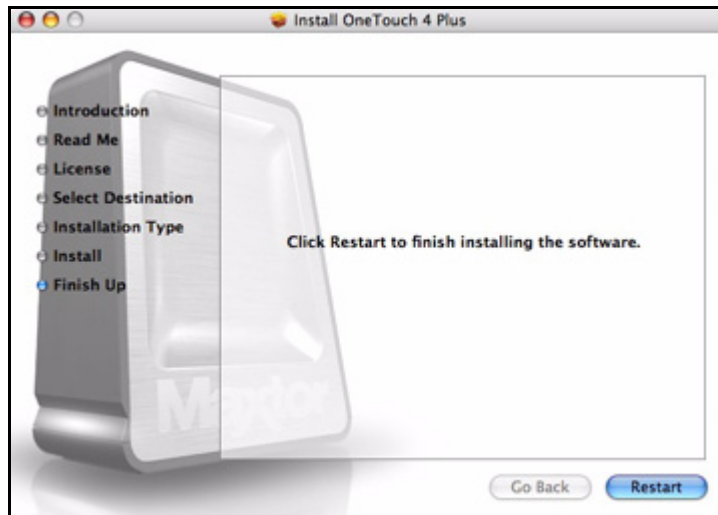 Install OneTouch 4 Plus
Introduction
Read Me
License
Select Destination
Installation Type
Install
Finish Up
Click Restart to finish installing the software.
Maxtor
Go Back
Restart